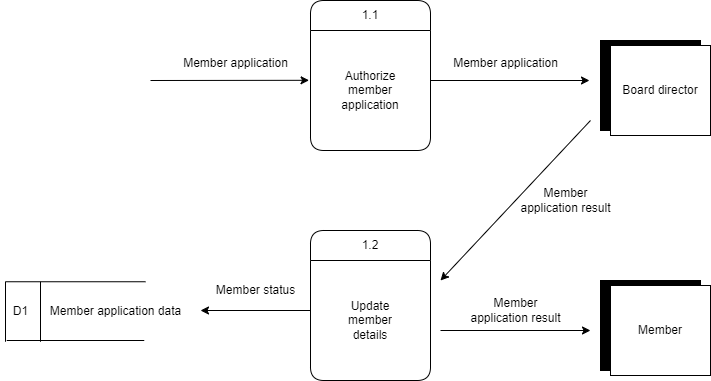 1.1
Member application
Authorize
member
application
Member application
Board director
Member
application result
1.2
Member status
D1
Member application data
Update
member
details
Member
application result
Member